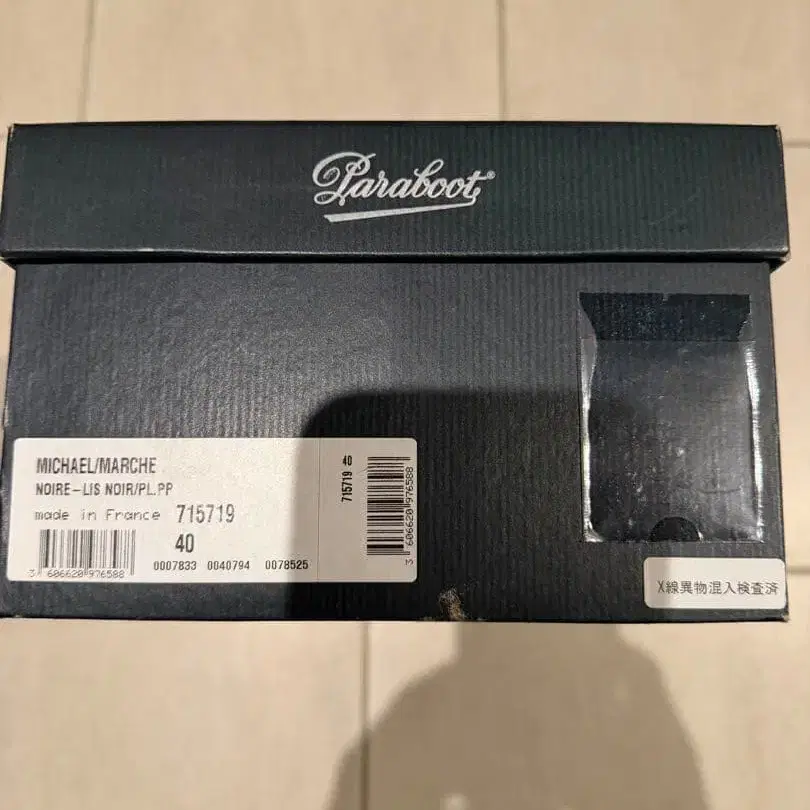 Paraboot®
MICHAEL/MARCHE
NOIRE-LIS NOIR/PL.PP
made in France 715719
40
3 606620 976588
0007833 0040794 0078525
715719 40
3 606620 976588
X線異物混入検査済